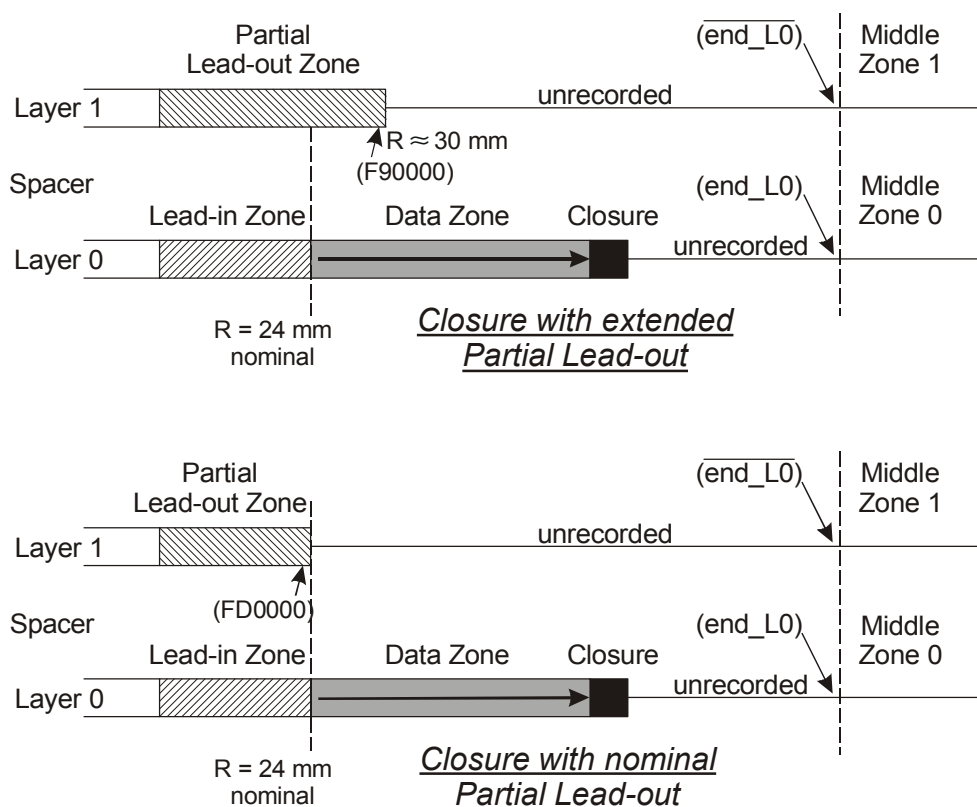 Partial
Lead-out Zone
(end_L0)
Middle
Zone 1
Layer 1
unrecorded
R ≈ 30 mm
(F90000)
Spacer
Lead-in Zone
Data Zone
Closure
(end_L0)
Middle
Zone 0
Layer 0
unrecorded
R = 24 mm
nominal
Closure with extended
Partial Lead-out
Partial
Lead-out Zone
(end_L0)
Middle
Zone 1
Layer 1
unrecorded
(FD0000)
Spacer
Lead-in Zone
Data Zone
Closure
(end_L0)
Middle
Zone 0
Layer 0
unrecorded
R = 24 mm
nominal
Closure with nominal
Partial Lead-out